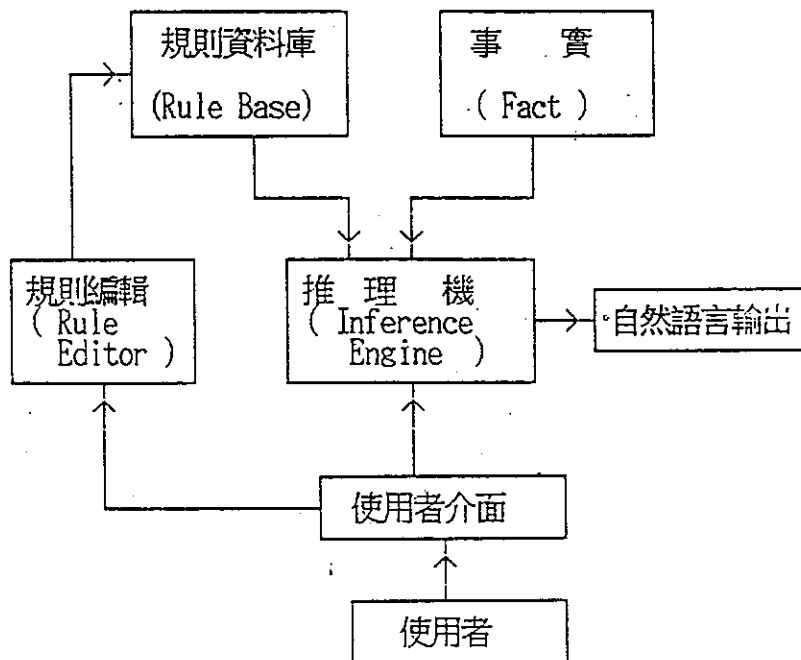 規則資料庫
(Rule Base)
事 實
( Fact )
規則編輯
( Rule
Editor )
推 理 機
( Inference
Engine )
自然語言輸出
使用者介面
使用者